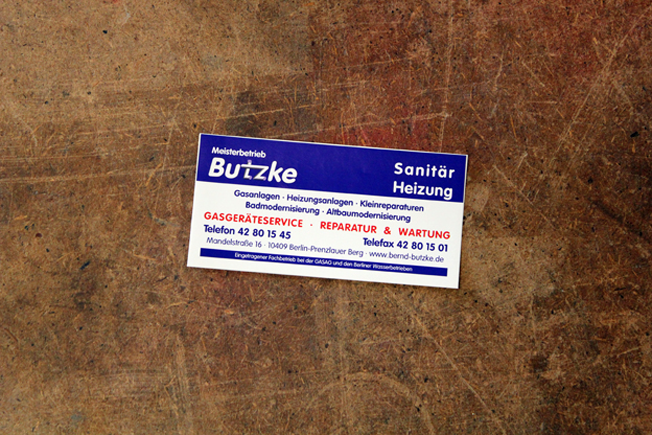 Meisterbetrieb
Butzke
Sanitär
Heizung
Gasanlagen · Heizungsanlagen · Kleinreparaturen
Badmodernisierung · Altbaumodernisierung
GASGERÄTESERVICE · REPARATUR & WARTUNG
Telefon 42 80 15 45 Telefax 42 80 15 01
Mandelstraße 16 · 10409 Berlin-Prenzlauer Berg · www.bernd-butzke.de
Eingetragener Fachbetrieb bei der GASAG und den Berliner Wasserbetrieben